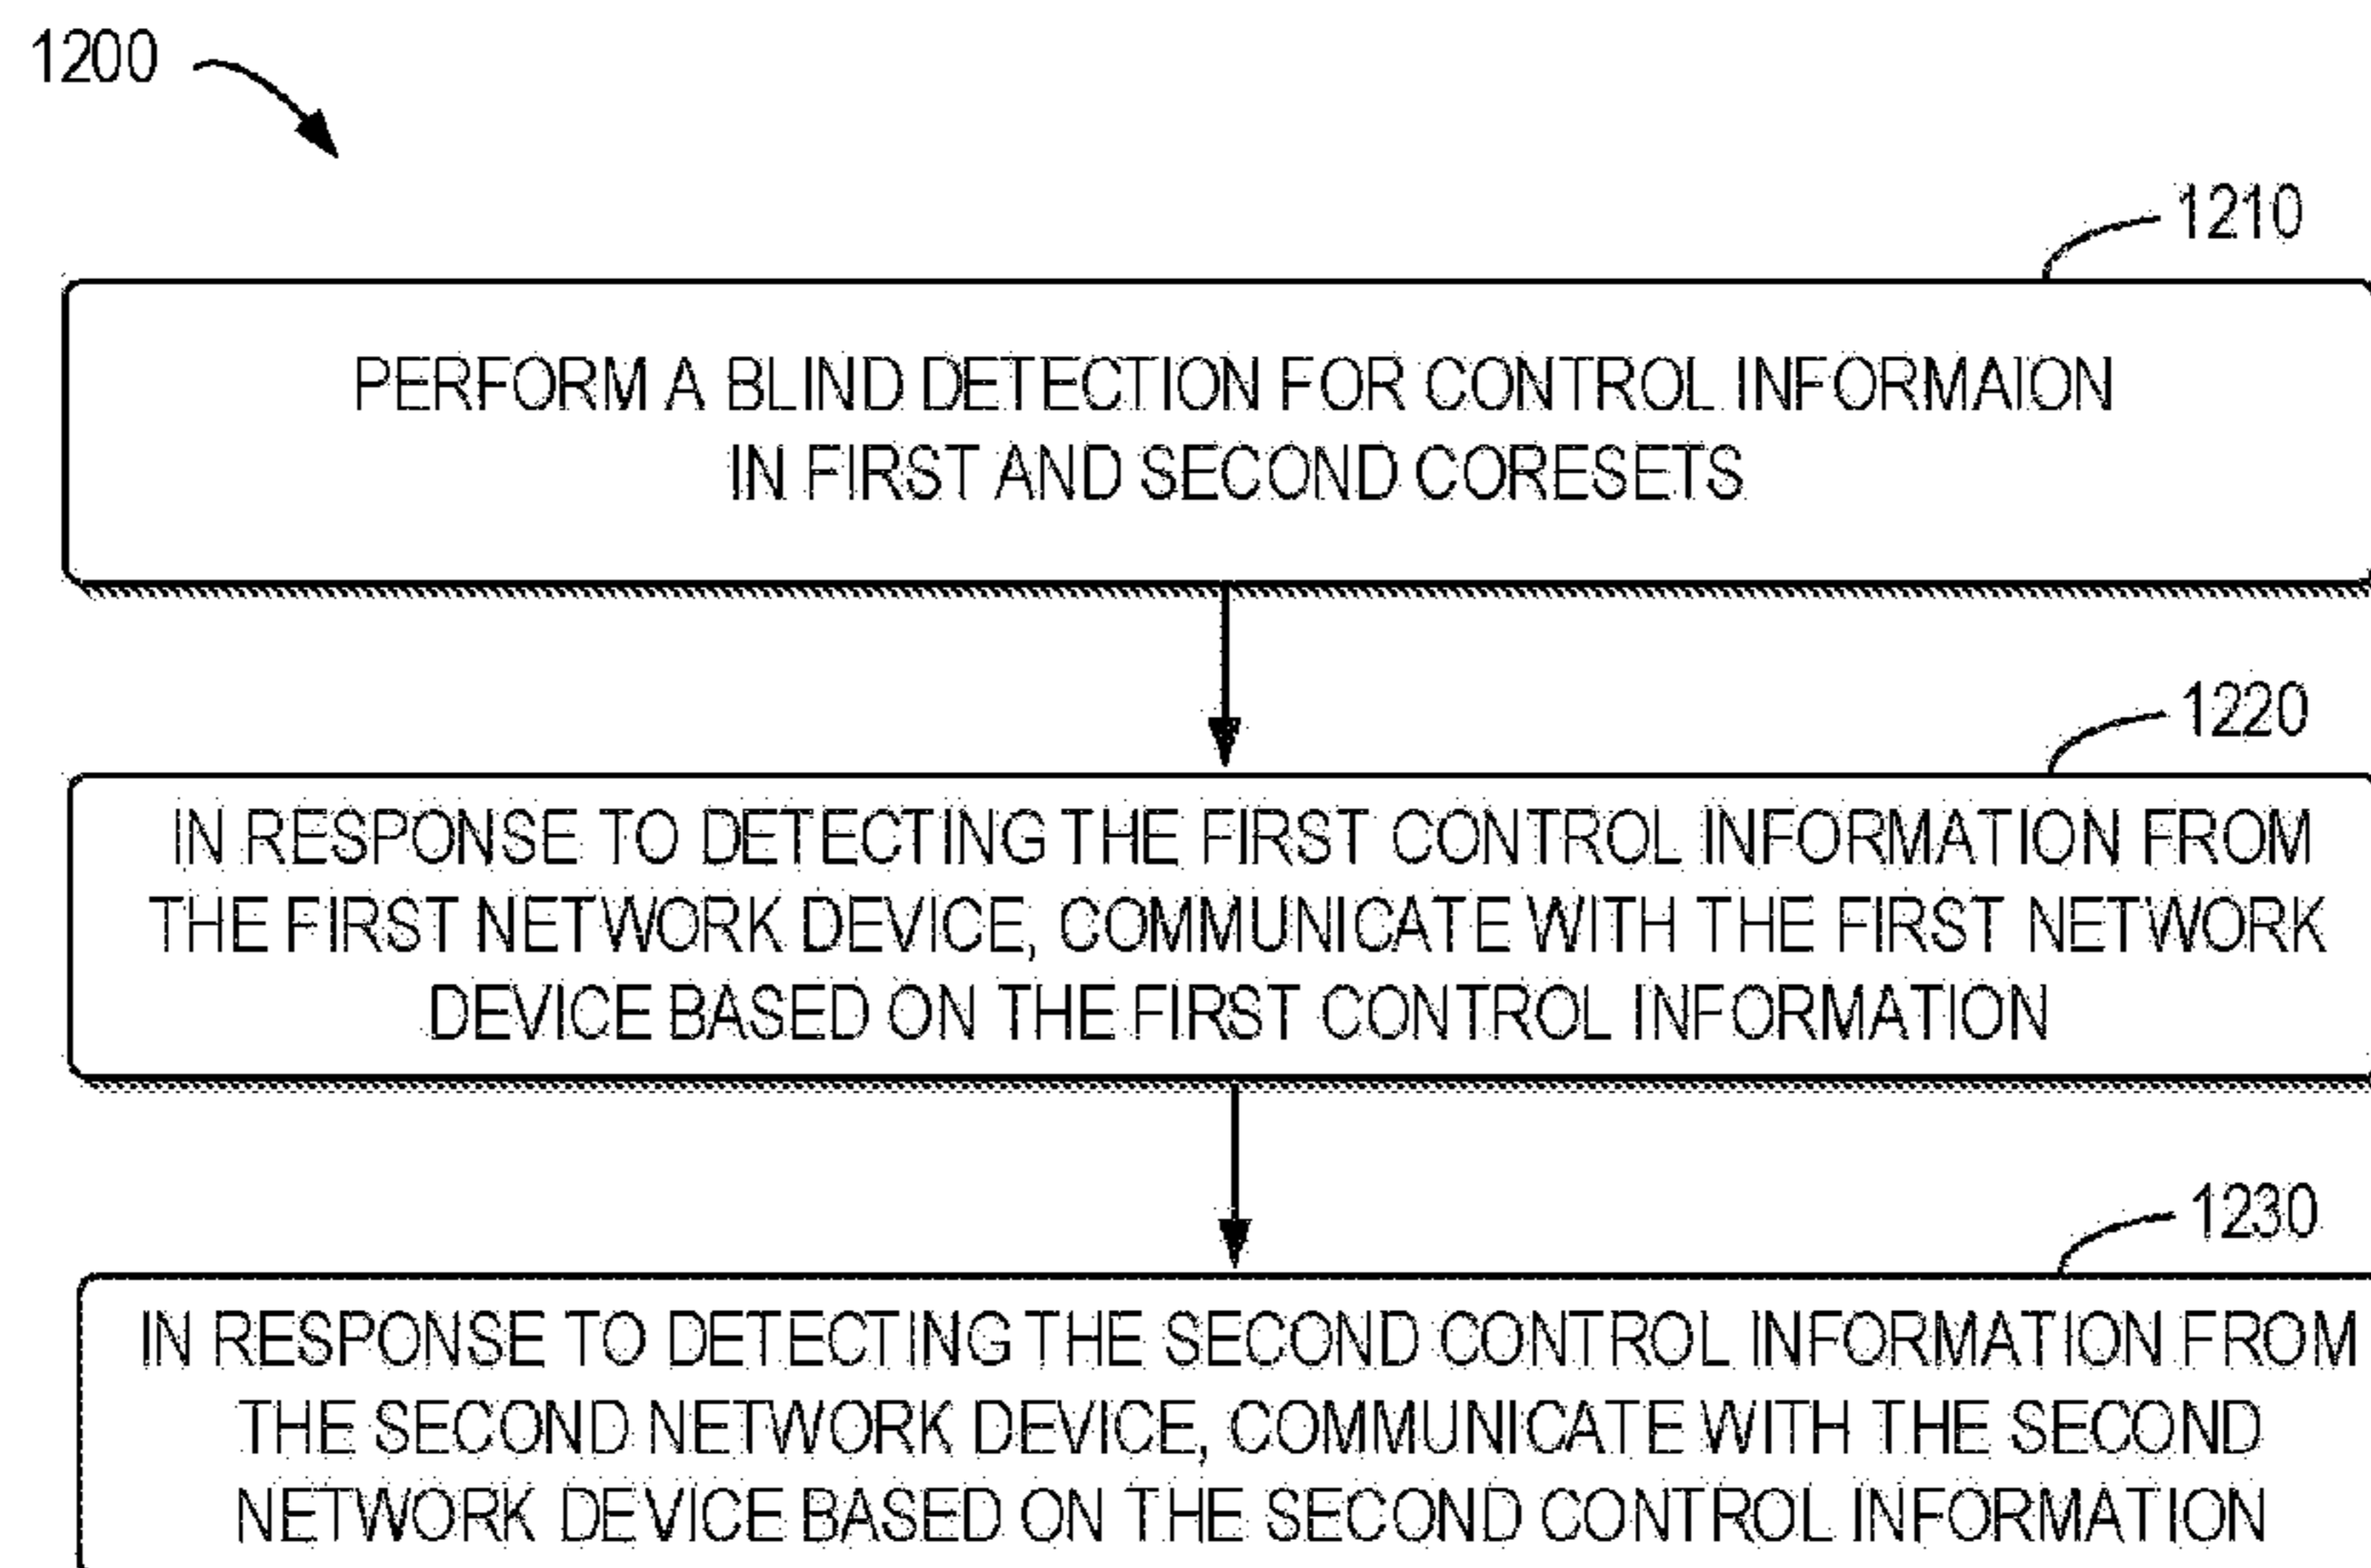 1200
1210
PERFORM A BLIND DETECTION FOR CONTROL INFORMAION
IN FIRST AND SECOND CORESETS
1220
IN RESPONSE TO DETECTING THE FIRST CONTROL INFORMATION FROM
THE FIRST NETWORK DEVICE, COMMUNICATE WITH THE FIRST NETWORK
DEVICE BASED ON THE FIRST CONTROL INFORMATION
1230
IN RESPONSE TO DETECTING THE SECOND CONTROL INFORMATION FROM
THE SECOND NETWORK DEVICE, COMMUNICATE WITH THE SECOND
NETWORK DEVICE BASED ON THE SECOND CONTROL INFORMATION